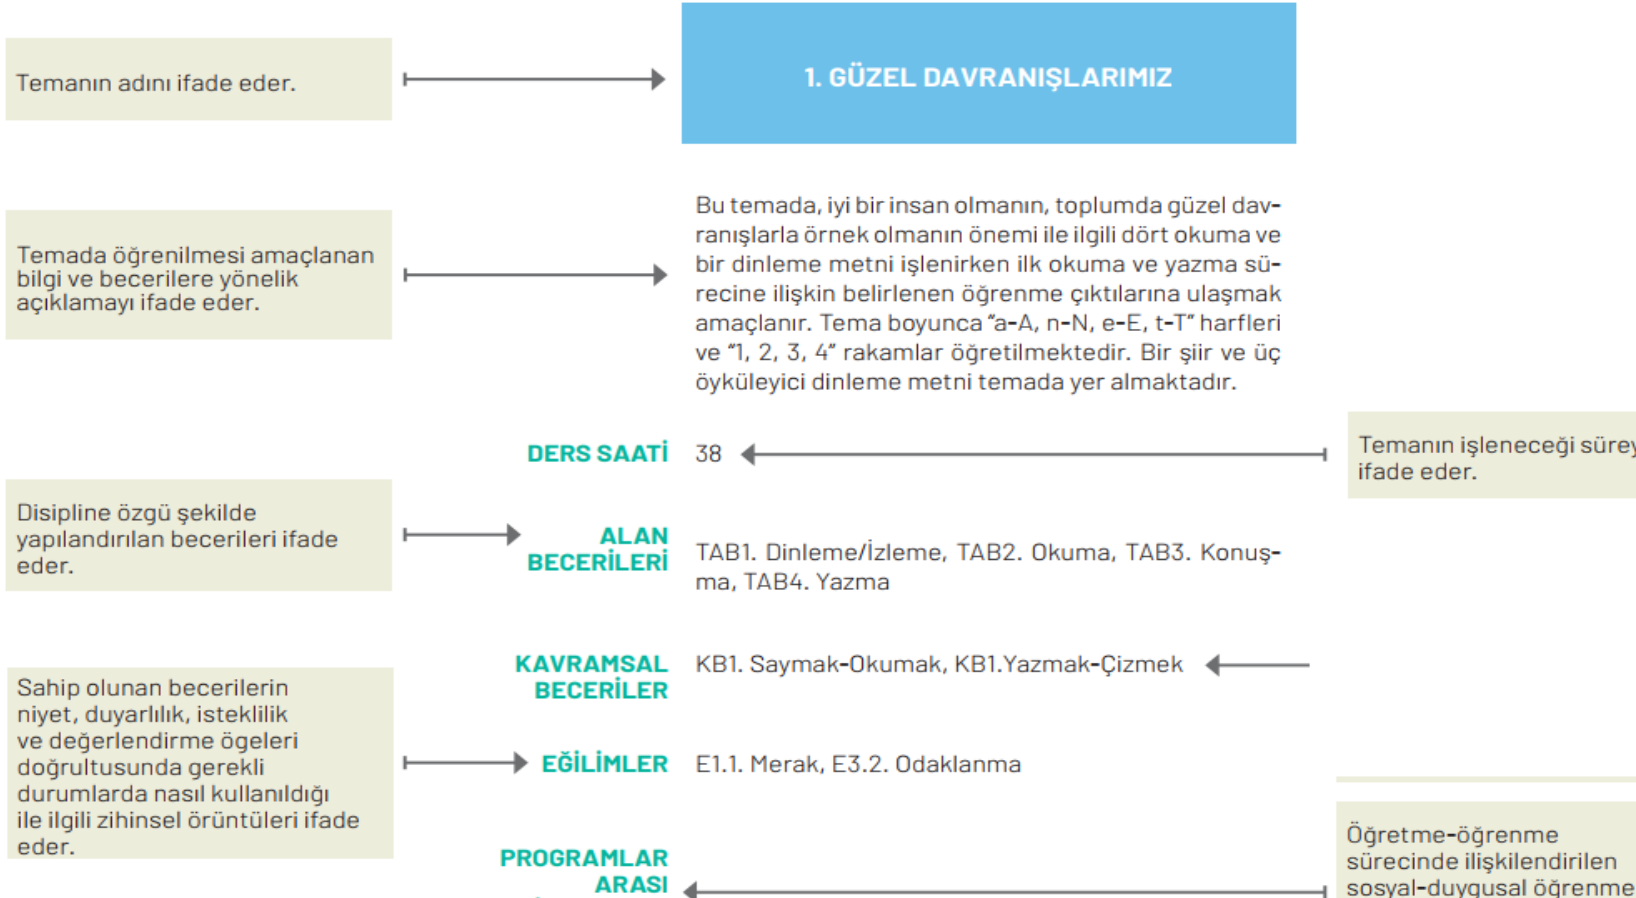 Temanın adını ifade eder.
1. GÜZEL DAVRANIŞLARIMIZ
Temada öğrenilmesi amaçlanan
bilgi ve becerilere yönelik
açıklamayı ifade eder.
Bu temada, iyi bir insan olmanın, toplumda güzel dav-
ranışlarla örnek olmanın önemi ile ilgili dört okuma ve
bir dinleme metni işlenirken ilk okuma ve yazma sü-
recine ilişkin belirlenen öğrenme çıktılarına ulaşmak
amaçlanır. Tema boyunca "a-A, n-N, e-E, t-T" harfleri
ve "1, 2, 3, 4" rakamlar öğretilmektedir. Bir şiir ve üç
öyküleyici dinleme metni temada yer almaktadır.
DERS SAATİ 38
Temanın işleneceği sürey
ifade eder.
Disipline özgü şekilde
yapılandırılan becerileri ifade
eder.
ALAN
BECERİLERİ
TAB1. Dinleme/İzleme, TAB2. Okuma, TAB3. Konuş-
ma, TAB4. Yazma
KAVRAMSAL
BECERİLER
KB1. Saymak-Okumak, KB1.Yazmak-Çizmek
Sahip olunan becerilerin
niyet, duyarlılık, isteklilik
ve değerlendirme ögeleri
doğrultusunda gerekli
durumlarda nasıl kullanıldığı
ile ilgili zihinsel örüntüleri ifade
eder.
EĞİLİMLER E1.1. Merak, E3.2. Odaklanma
PROGRAMLAR
ARASI
Öğretme-öğrenme
sürecinde ilişkilendirilen
sosyal-duygusal öğrenme